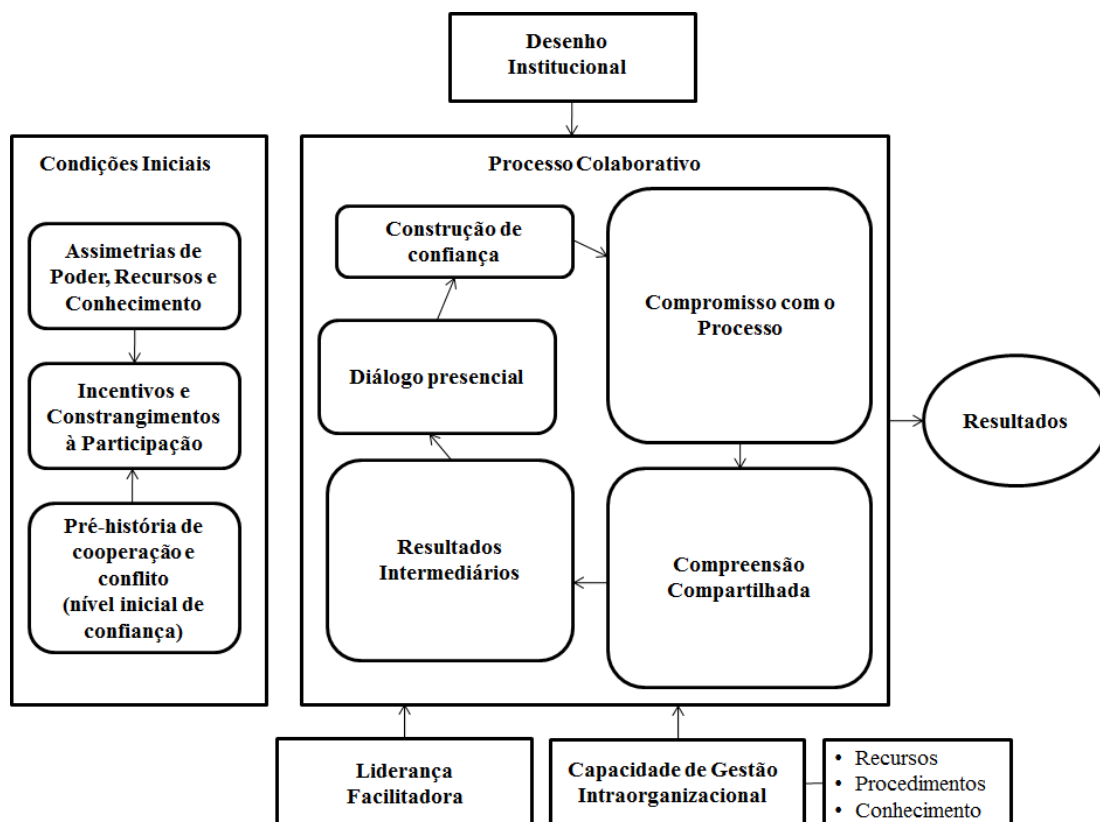 Desenho
Institucional
Condições Iniciais
Assimetrias de
Poder, Recursos e
Conhecimento
Incentivos e
Constrangimentos
à Participação
Pré-história de
cooperação e
conflito
(nível inicial de
confiança)
Processo Colaborativo
Construção de
confiança
Compromisso com o
Processo
Diálogo presencial
Resultados
Intermediários
Compreensão
Compartilhada
Resultados
Liderança
Facilitadora
Capacidade de Gestão
Intraorganizacional
• Recursos
• Procedimentos
• Conhecimento